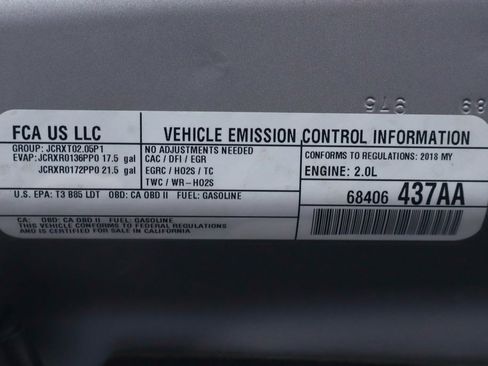 975
89
FCA US LLC
VEHICLE EMISSION CONTROL INFORMATION
GROUP: JCRXT02.05P1
EVAP: JCRXR0136PP0 17.5 gal
JCRXR0172PP0 21.5 gal
NO ADJUSTMENTS NEEDED
CAC / DFI / EGR
EGRC / HO2S / TC
TWC / WR-HO2S
CONFORMS TO REGULATIONS: 2018 MY
ENGINE: 2.0L
U.S. EPA: T3 B85 LDT OBD: CA OBD II FUEL: GASOLINE
68406 437AA
CA: OBD: CA OBD II FUEL: GASOLINE
THIS VEHICLE CONFORMS TO FEDERAL REGULATIONS
AND IS CERTIFIED FOR SALE IN CALIFORNIA